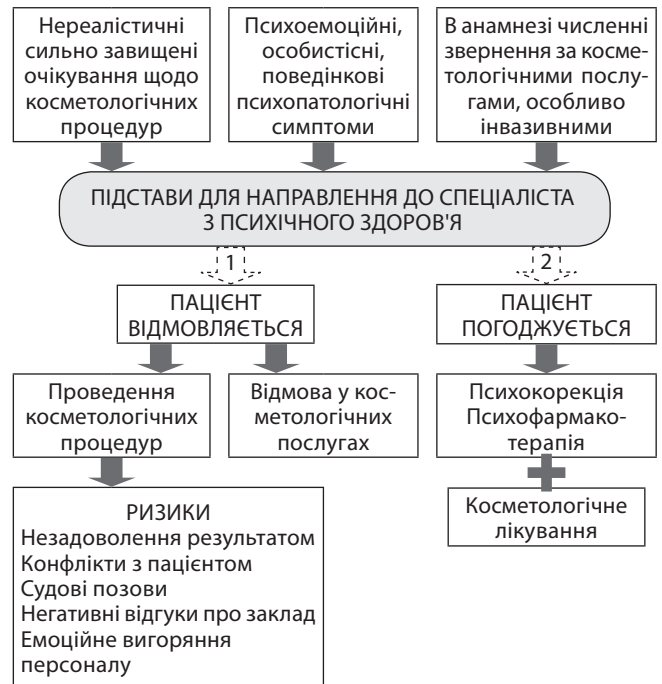 Нереалістичні
сильно завищені
очікування щодо
косметологічних
процедур
Психоемоційні,
особистісні,
поведінкові
психопатологічні
симптоми
В анамнезі численні
звернення за косме-
тологічними послу-
гами, особливо
інвазивними
ПІДСТАВИ ДЛЯ НАПРАВЛЕННЯ ДО СПЕЦІАЛІСТА
З ПСИХІЧНОГО ЗДОРОВ'Я
1
2
ПАЦІЄНТ
ВІДМОВЛЯЄТЬСЯ
ПАЦІЄНТ
ПОГОДЖУЄТЬСЯ
Проведення
косметологічних
процедур
Відмова у кос-
метологічних
послугах
Психокорекція
Психофармако-
терапія
РИЗИКИ
Незадоволення результатом
Конфлікти з пацієнтом
Судові позови
Негативні відгуки про заклад
Емоційне вигоряння
персоналу
Косметологічне
лікування